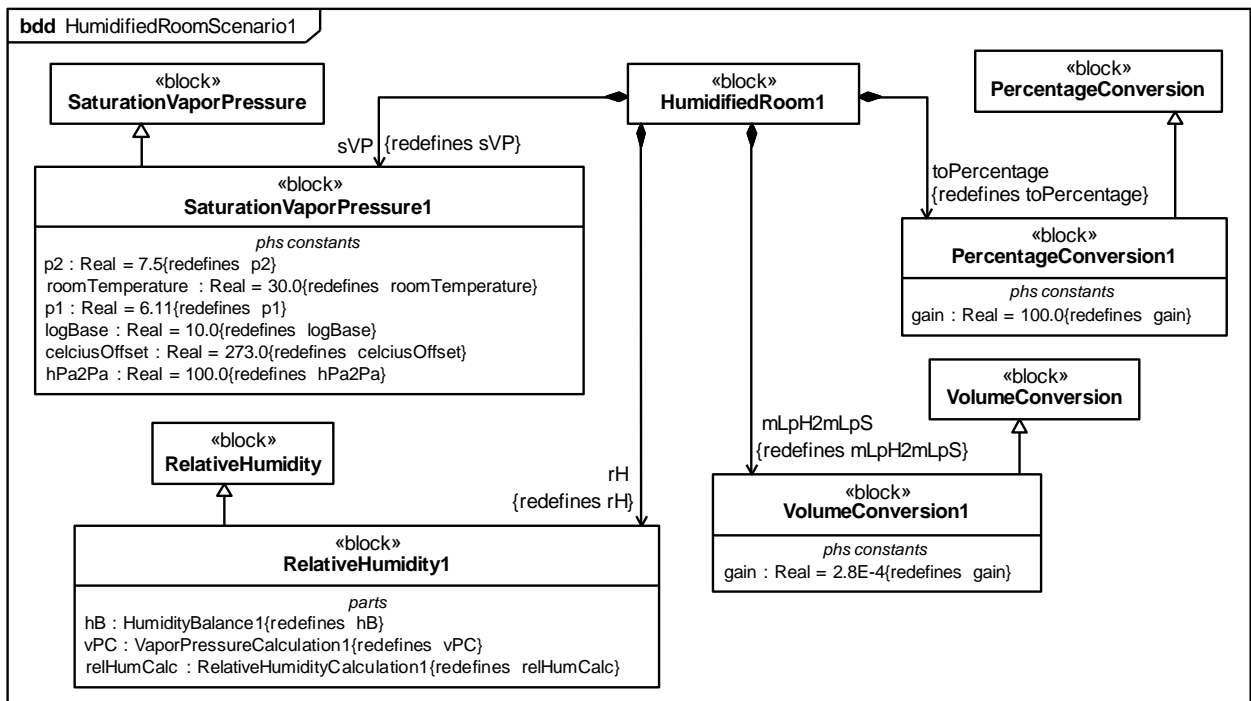 bdd HumidifiedRoomScenario1
«block»
SaturationVaporPressure
«block»
HumidifiedRoom1
«block»
PercentageConversion
sVP {redefines sVP}
toPercentage
{redefines toPercentage}
«block»
SaturationVaporPressure1
phs constants
p2 : Real = 7.5{redefines p2}
roomTemperature : Real = 30.0{redefines roomTemperature}
p1 : Real = 6.11{redefines p1}
logBase : Real = 10.0{redefines logBase}
celciusOffset : Real = 273.0{redefines celciusOffset}
hPa2Pa : Real = 100.0{redefines hPa2Pa}
«block»
PercentageConversion1
phs constants
gain : Real = 100.0{redefines gain}
«block»
VolumeConversion
«block»
RelativeHumidity
mLpH2mLpS
{redefines mLpH2mLpS}
rH
{redefines rH}
«block»
VolumeConversion1
phs constants
gain : Real = 2.8E-4{redefines gain}
«block»
RelativeHumidity1
parts
hB : HumidityBalance1{redefines hB}
vPC : VaporPressureCalculation1{redefines vPC}
relHumCalc : RelativeHumidityCalculation1{redefines relHumCalc}